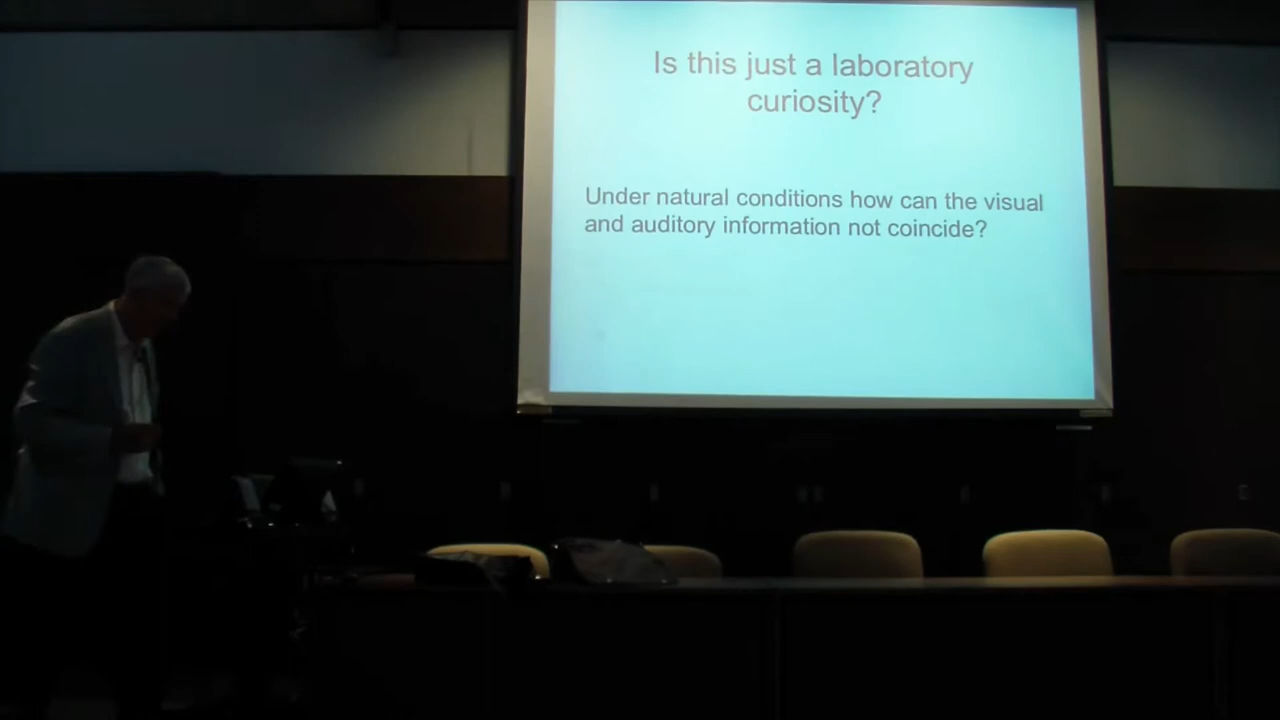 Is this just a laboratory
curiosity?
Under natural conditions how can the visual
and auditory information not coincide?